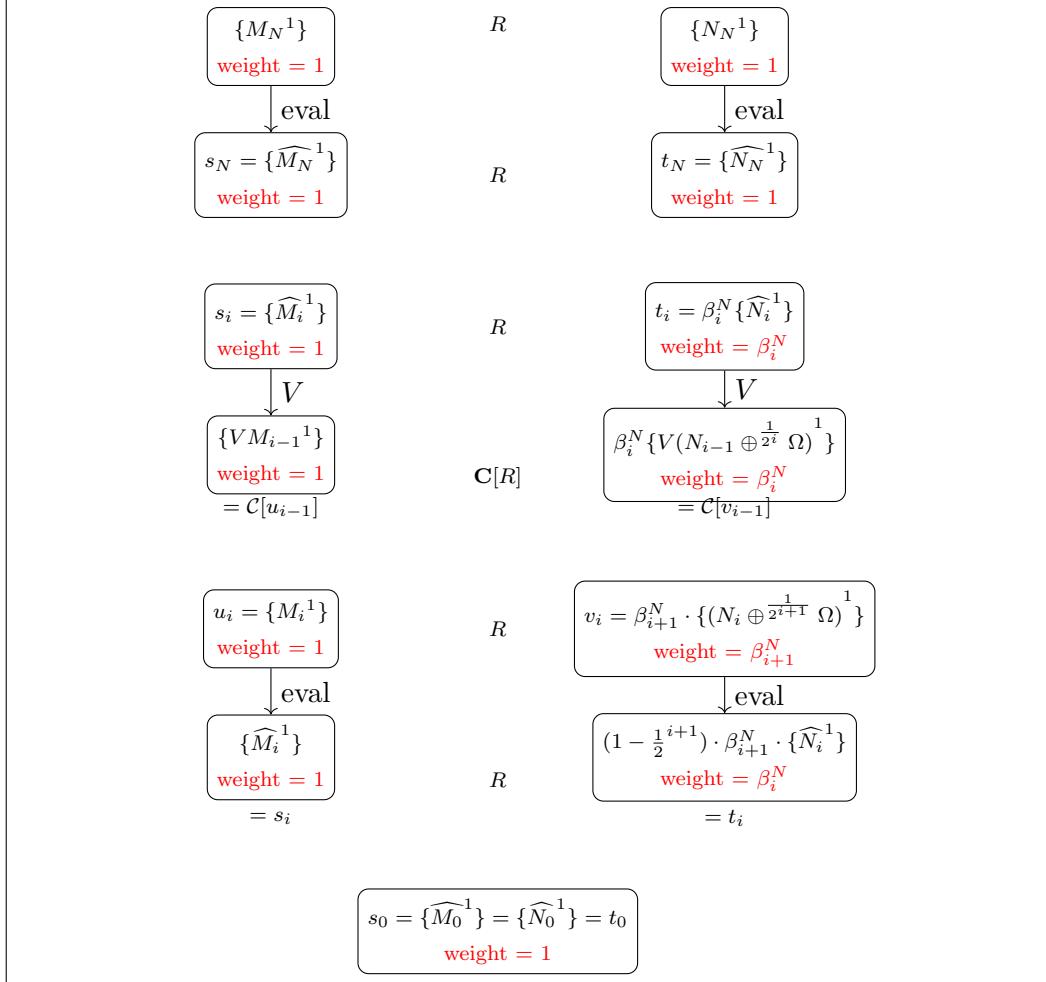 {M_N^1} R {N_N^1}
weight = 1 weight = 1
eval eval
s_N = {\widehat{M_N}^1} R t_N = {\widehat{N_N}^1}
weight = 1 weight = 1
s_i = {\widehat{M_i}^1} R t_i = β_i^N{\widehat{N_i}^1}
weight = 1 weight = β_i^N
V V
{VM_{i−1}^1} C[R] β_i^N{V(N_{i−1} ⊕^{\frac{1}{2^i}} Ω)^1}
weight = 1 weight = β_i^N
= C[u_{i−1}] = C[v_{i−1}]
u_i = {M_i^1} R v_i = β_{i+1}^N · {(N_i ⊕^{\frac{1}{2^{i+1}}} Ω)^1}
weight = 1 weight = β_{i+1}^N
eval eval
{\widehat{M_i}^1} R (1 − \frac{1}{2}^{i+1}) · β_{i+1}^N · {\widehat{N_i}^1}
weight = 1 weight = β_i^N
= s_i = t_i
s_0 = {\widehat{M_0}^1} = {\widehat{N_0}^1} = t_0
weight = 1